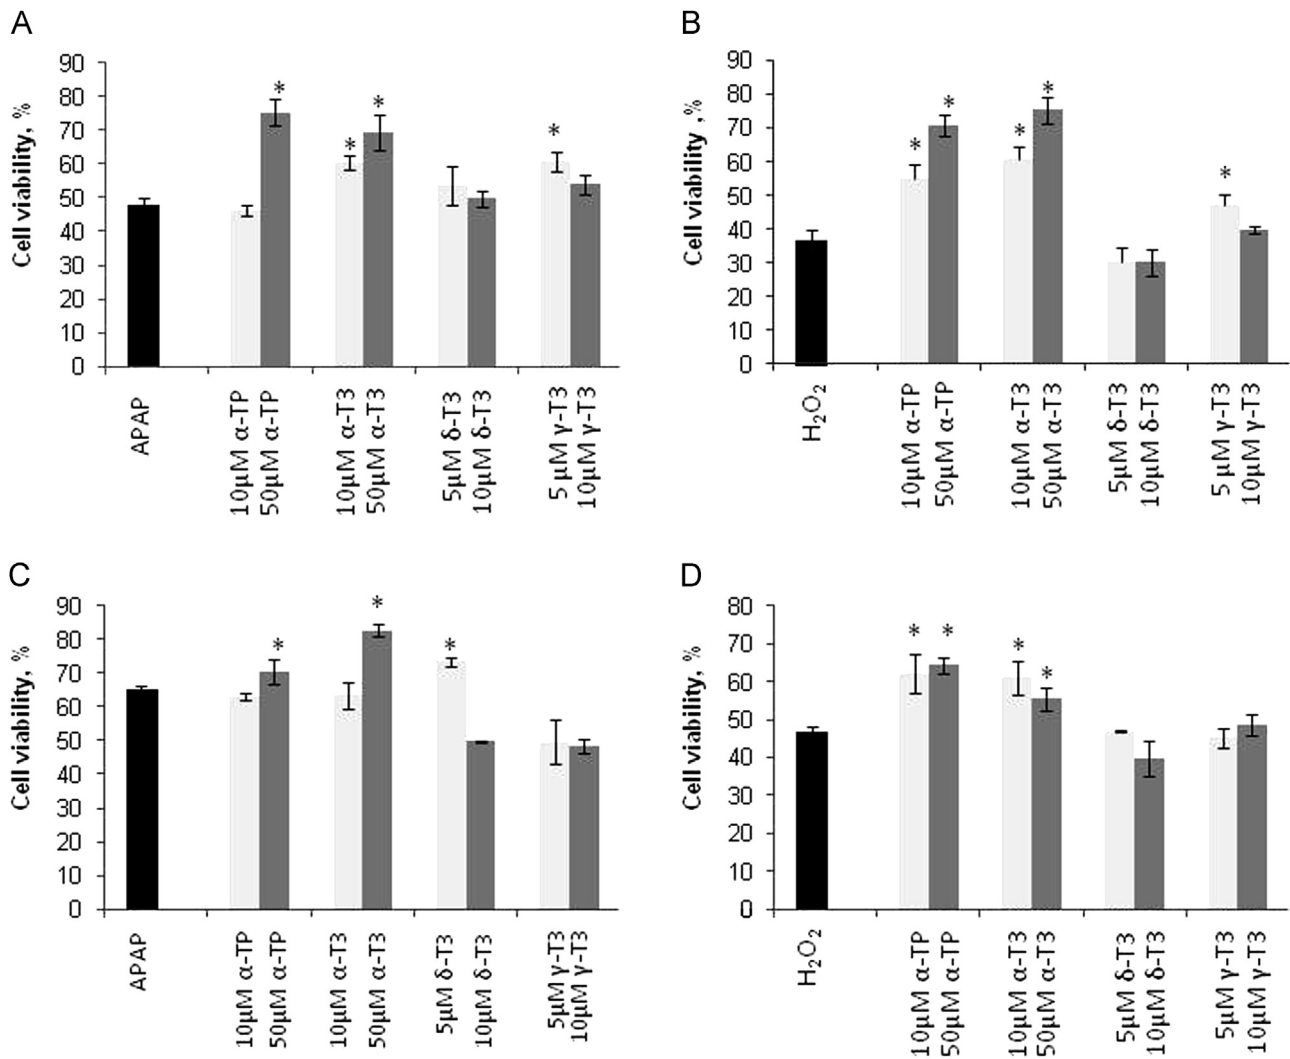 A
Cell viability, %
90
80
70
60
50
40
30
20
10
0
* * * * 
APAP
10μM α-TP
50μM α-TP
10μM α-T3
50μM α-T3
5μM δ-T3
10μM δ-T3
5 μM γ-T3
10μM γ-T3
B
Cell viability ,%
90
80
70
60
50
40
30
20
10
0
* * * * *
H₂O₂
10μM α-TP
50μM α-TP
10μM α-T3
50μM α-T3
5μM δ-T3
10μM δ-T3
5 μM γ-T3
10μM γ-T3
C
Cell viability, %
90
80
70
60
50
40
30
20
10
0
* * *
APAP
10μM α-TP
50μM α-TP
10μM α-T3
50μM α-T3
5μM δ-T3
10μM δ-T3
5μM γ-T3
10μM γ-T3
D
Cell viability, %
80
70
60
50
40
30
20
10
0
* * * *
H₂O₂
10μM α-TP
50μM α-TP
10μM α-T3
50μM α-T3
5μM δ-T3
10μM δ-T3
5μM γ-T3
10μM γ-T3